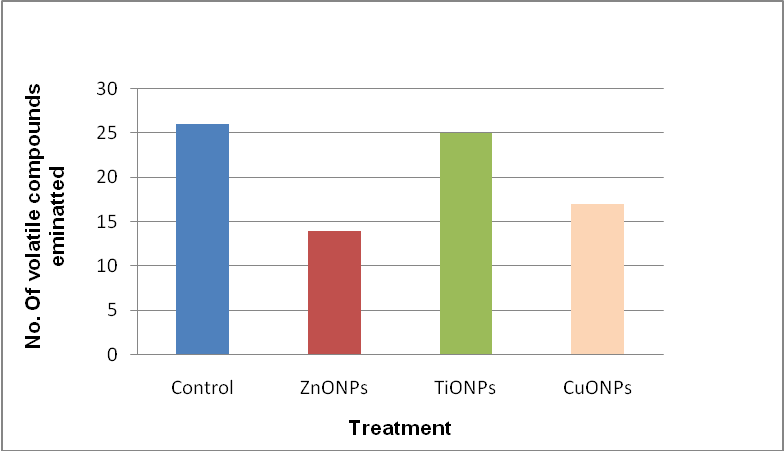 No. Of volatile compounds
eminatted
30
25
20
15
10
5
0
Control ZnONPs TiONPs CuONPs
Treatment